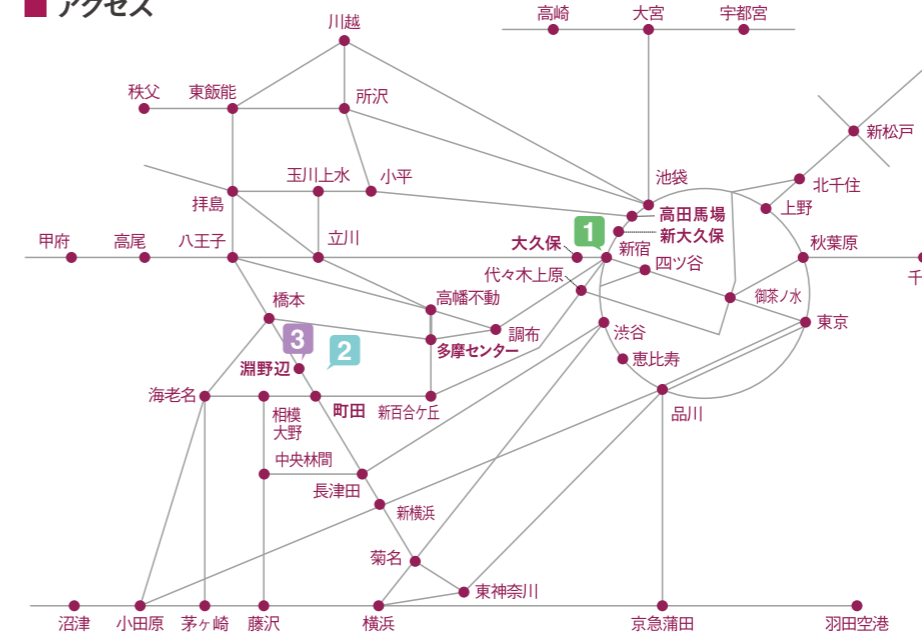 ■ アクセス
高崎
大宮
宇都宮
川越
秩父
東飯能
所沢
新松戸
拝島
玉川上水
小平
池袋
北千住
上野
高田馬場
新大久保
1
甲府
高尾
八王子
立川
大久保
新宿
四ツ谷
秋葉原
千
代々木上原
御茶ノ水
橋本
高幡不動
調布
渋谷
東京
3
2
多摩センター
恵比寿
淵野辺
海老名
相模
大野
町田
新百合ケ丘
品川
中央林間
長津田
新横浜
菊名
東神奈川
沼津
小田原
茅ヶ崎
藤沢
横浜
京急蒲田
羽田空港